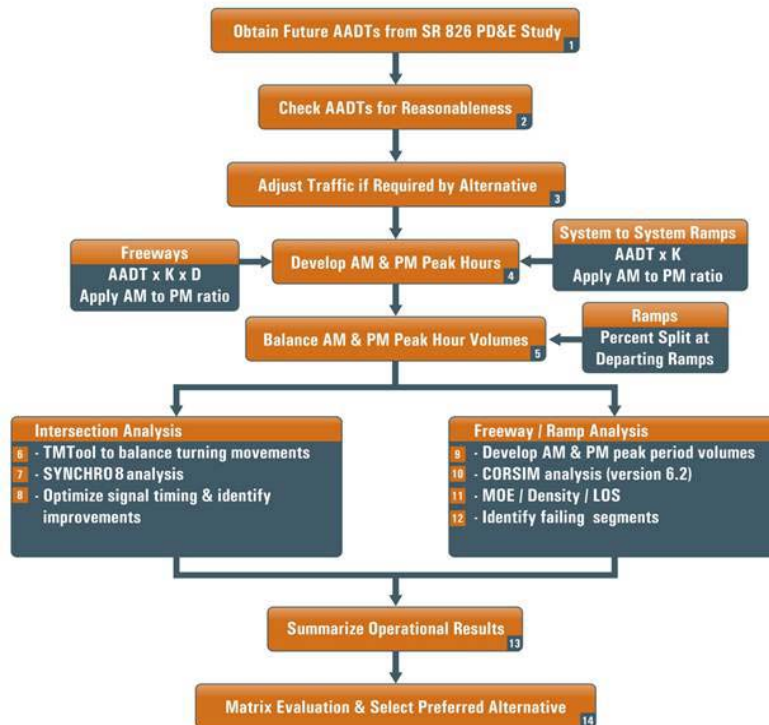 Obtain Future AADTs from SR 826 PD&E Study
1
Check AADTs for Reasonableness
2
Adjust Traffic if Required by Alternative
3
Freeways
AADT x K x D
Apply AM to PM ratio
Develop AM & PM Peak Hours
4
System to System Ramps
AADT x K
Apply AM to PM ratio
Balance AM & PM Peak Hour Volumes
5
Ramps
Percent Split at
Departing Ramps
Intersection Analysis
6 - TMTool to balance turning movements
7 - SYNCHRO 8 analysis
8 - Optimize signal timing & identify
improvements
Freeway / Ramp Analysis
9 - Develop AM & PM peak period volumes
10 - CORSIM analysis (version 6.2)
11 - MOE / Density / LOS
12 - Identify failing segments
Summarize Operational Results
13
Matrix Evaluation & Select Preferred Alternative
14